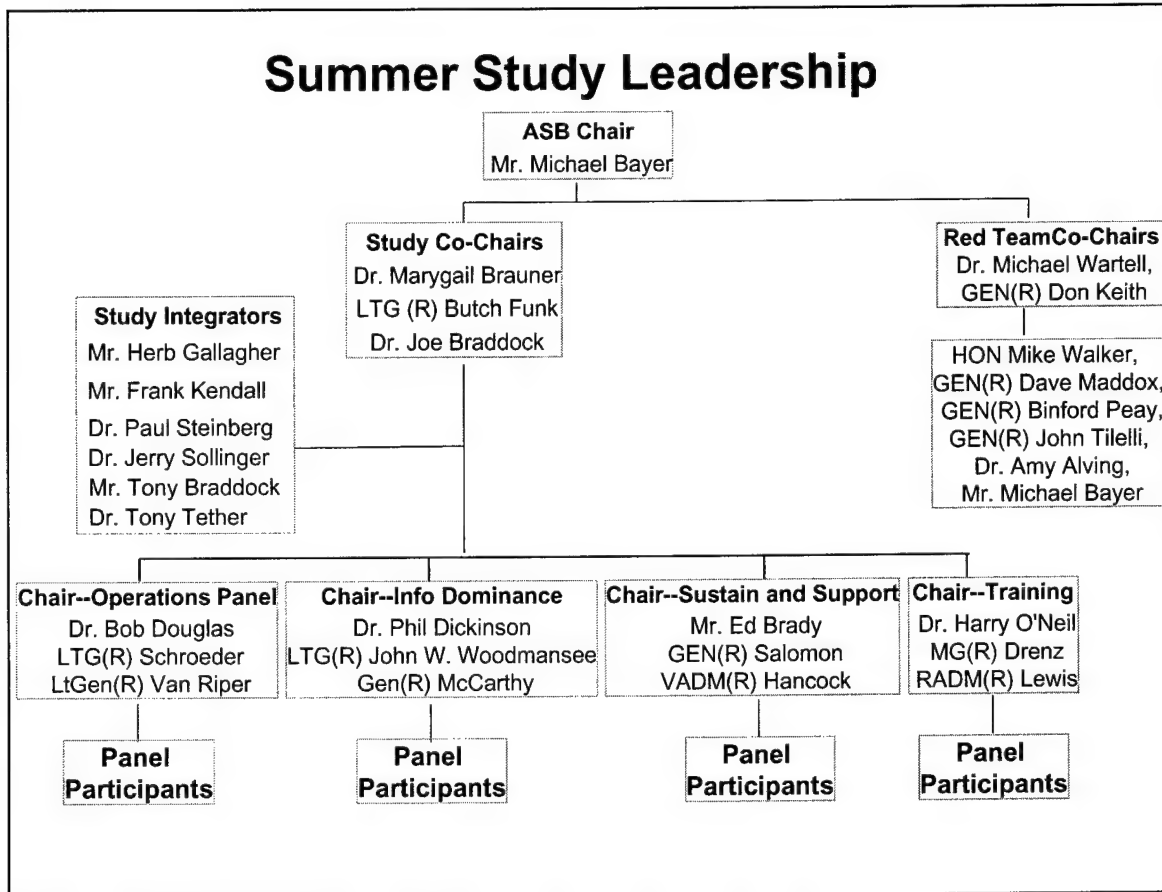 Summer Study Leadership
ASB Chair
Mr. Michael Bayer
Study Co-Chairs
Dr. Marygail Brauner
LTG (R) Butch Funk
Dr. Joe Braddock
Red TeamCo-Chairs
Dr. Michael Wartell,
GEN(R) Don Keith
Study Integrators
Mr. Herb Gallagher
Mr. Frank Kendall
Dr. Paul Steinberg
Dr. Jerry Sollinger
Mr. Tony Braddock
Dr. Tony Tether
HON Mike Walker,
GEN(R) Dave Maddox,
GEN(R) Binford Peay,
GEN(R) John Tilelli,
Dr. Amy Alving,
Mr. Michael Bayer
Chair--Operations Panel
Dr. Bob Douglas
LTG(R) Schroeder
LtGen(R) Van Riper
Chair--Info Dominance
Dr. Phil Dickinson
LTG(R) John W. Woodmansee
Gen(R) McCarthy
Chair--Sustain and Support
Mr. Ed Brady
GEN(R) Salomon
VADM(R) Hancock
Chair--Training
Dr. Harry O'Neil
MG(R) Drenz
RADM(R) Lewis
Panel
Participants
Panel
Participants
Panel
Participants
Panel
Participants